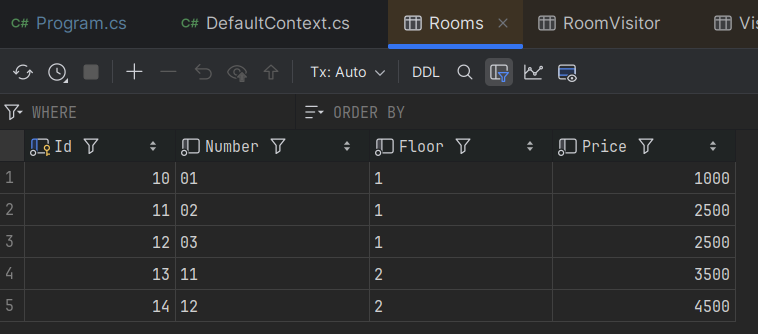 C# Program.cs C# DefaultContext.cs Rooms RoomVisitor Vis
Tx: Auto DDL
WHERE ORDER BY
Id Number Floor Price
1 10 01 1 1000
2 11 02 1 2500
3 12 03 1 2500
4 13 11 2 3500
5 14 12 2 4500